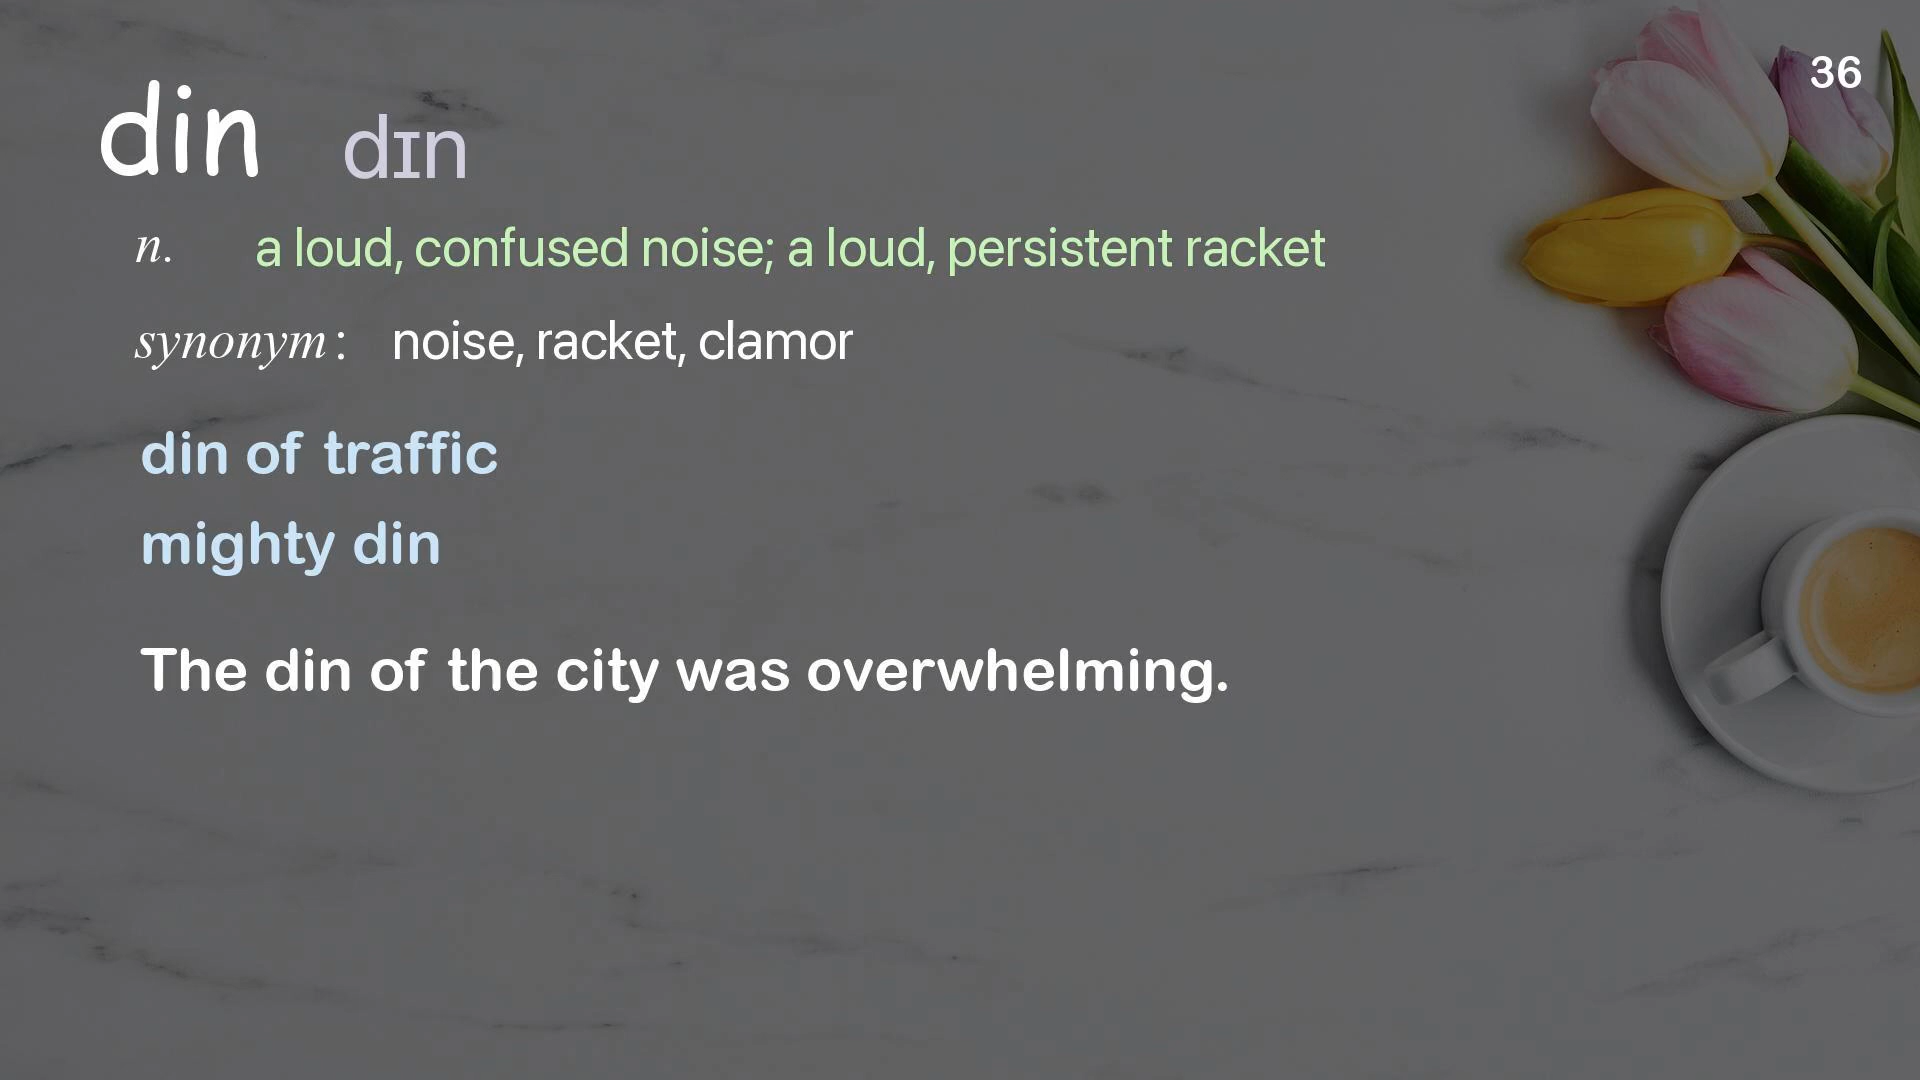 36
din dɪn
n. a loud, confused noise; a loud, persistent racket
synonym: noise, racket, clamor
din of traffic
mighty din
The din of the city was overwhelming.